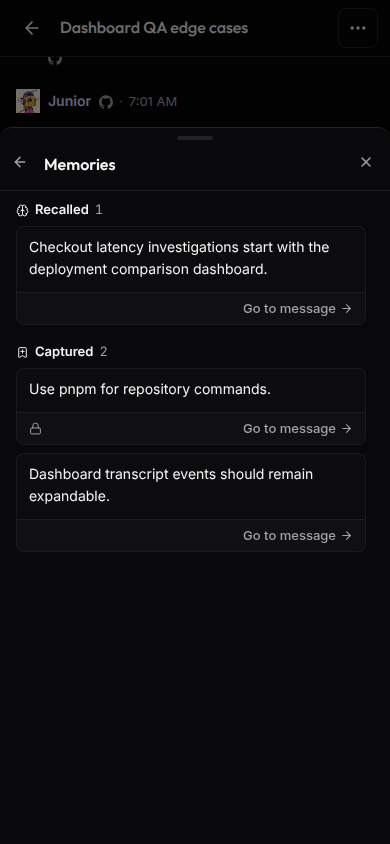 Dashboard QA edge cases
Junior · 7:01 AM
Memories
Recalled 1
Checkout latency investigations start with the
deployment comparison dashboard.
Go to message →
Captured 2
Use pnpm for repository commands.
Go to message →
Dashboard transcript events should remain
expandable.
Go to message →